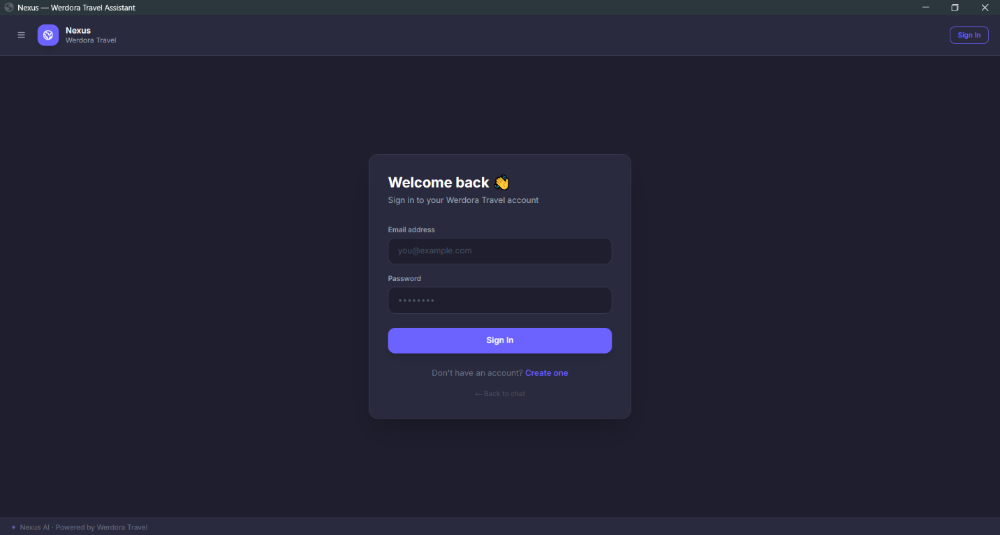 Nexus — Werdora Travel Assistant
Nexus
Werdora Travel
Sign In
Welcome back 👋
Sign in to your Werdora Travel account
Email address
you@example.com
Password
••••••••
Sign In
Don't have an account? Create one
← Back to chat
Nexus AI · Powered by Werdora Travel